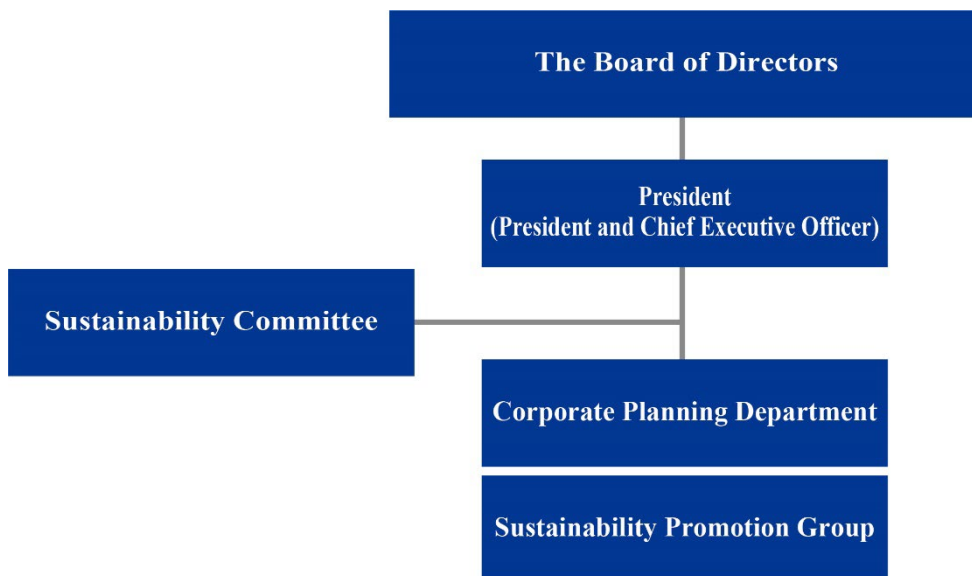 The Board of Directors
President
(President and Chief Executive Officer)
Sustainability Committee
Corporate Planning Department
Sustainability Promotion Group